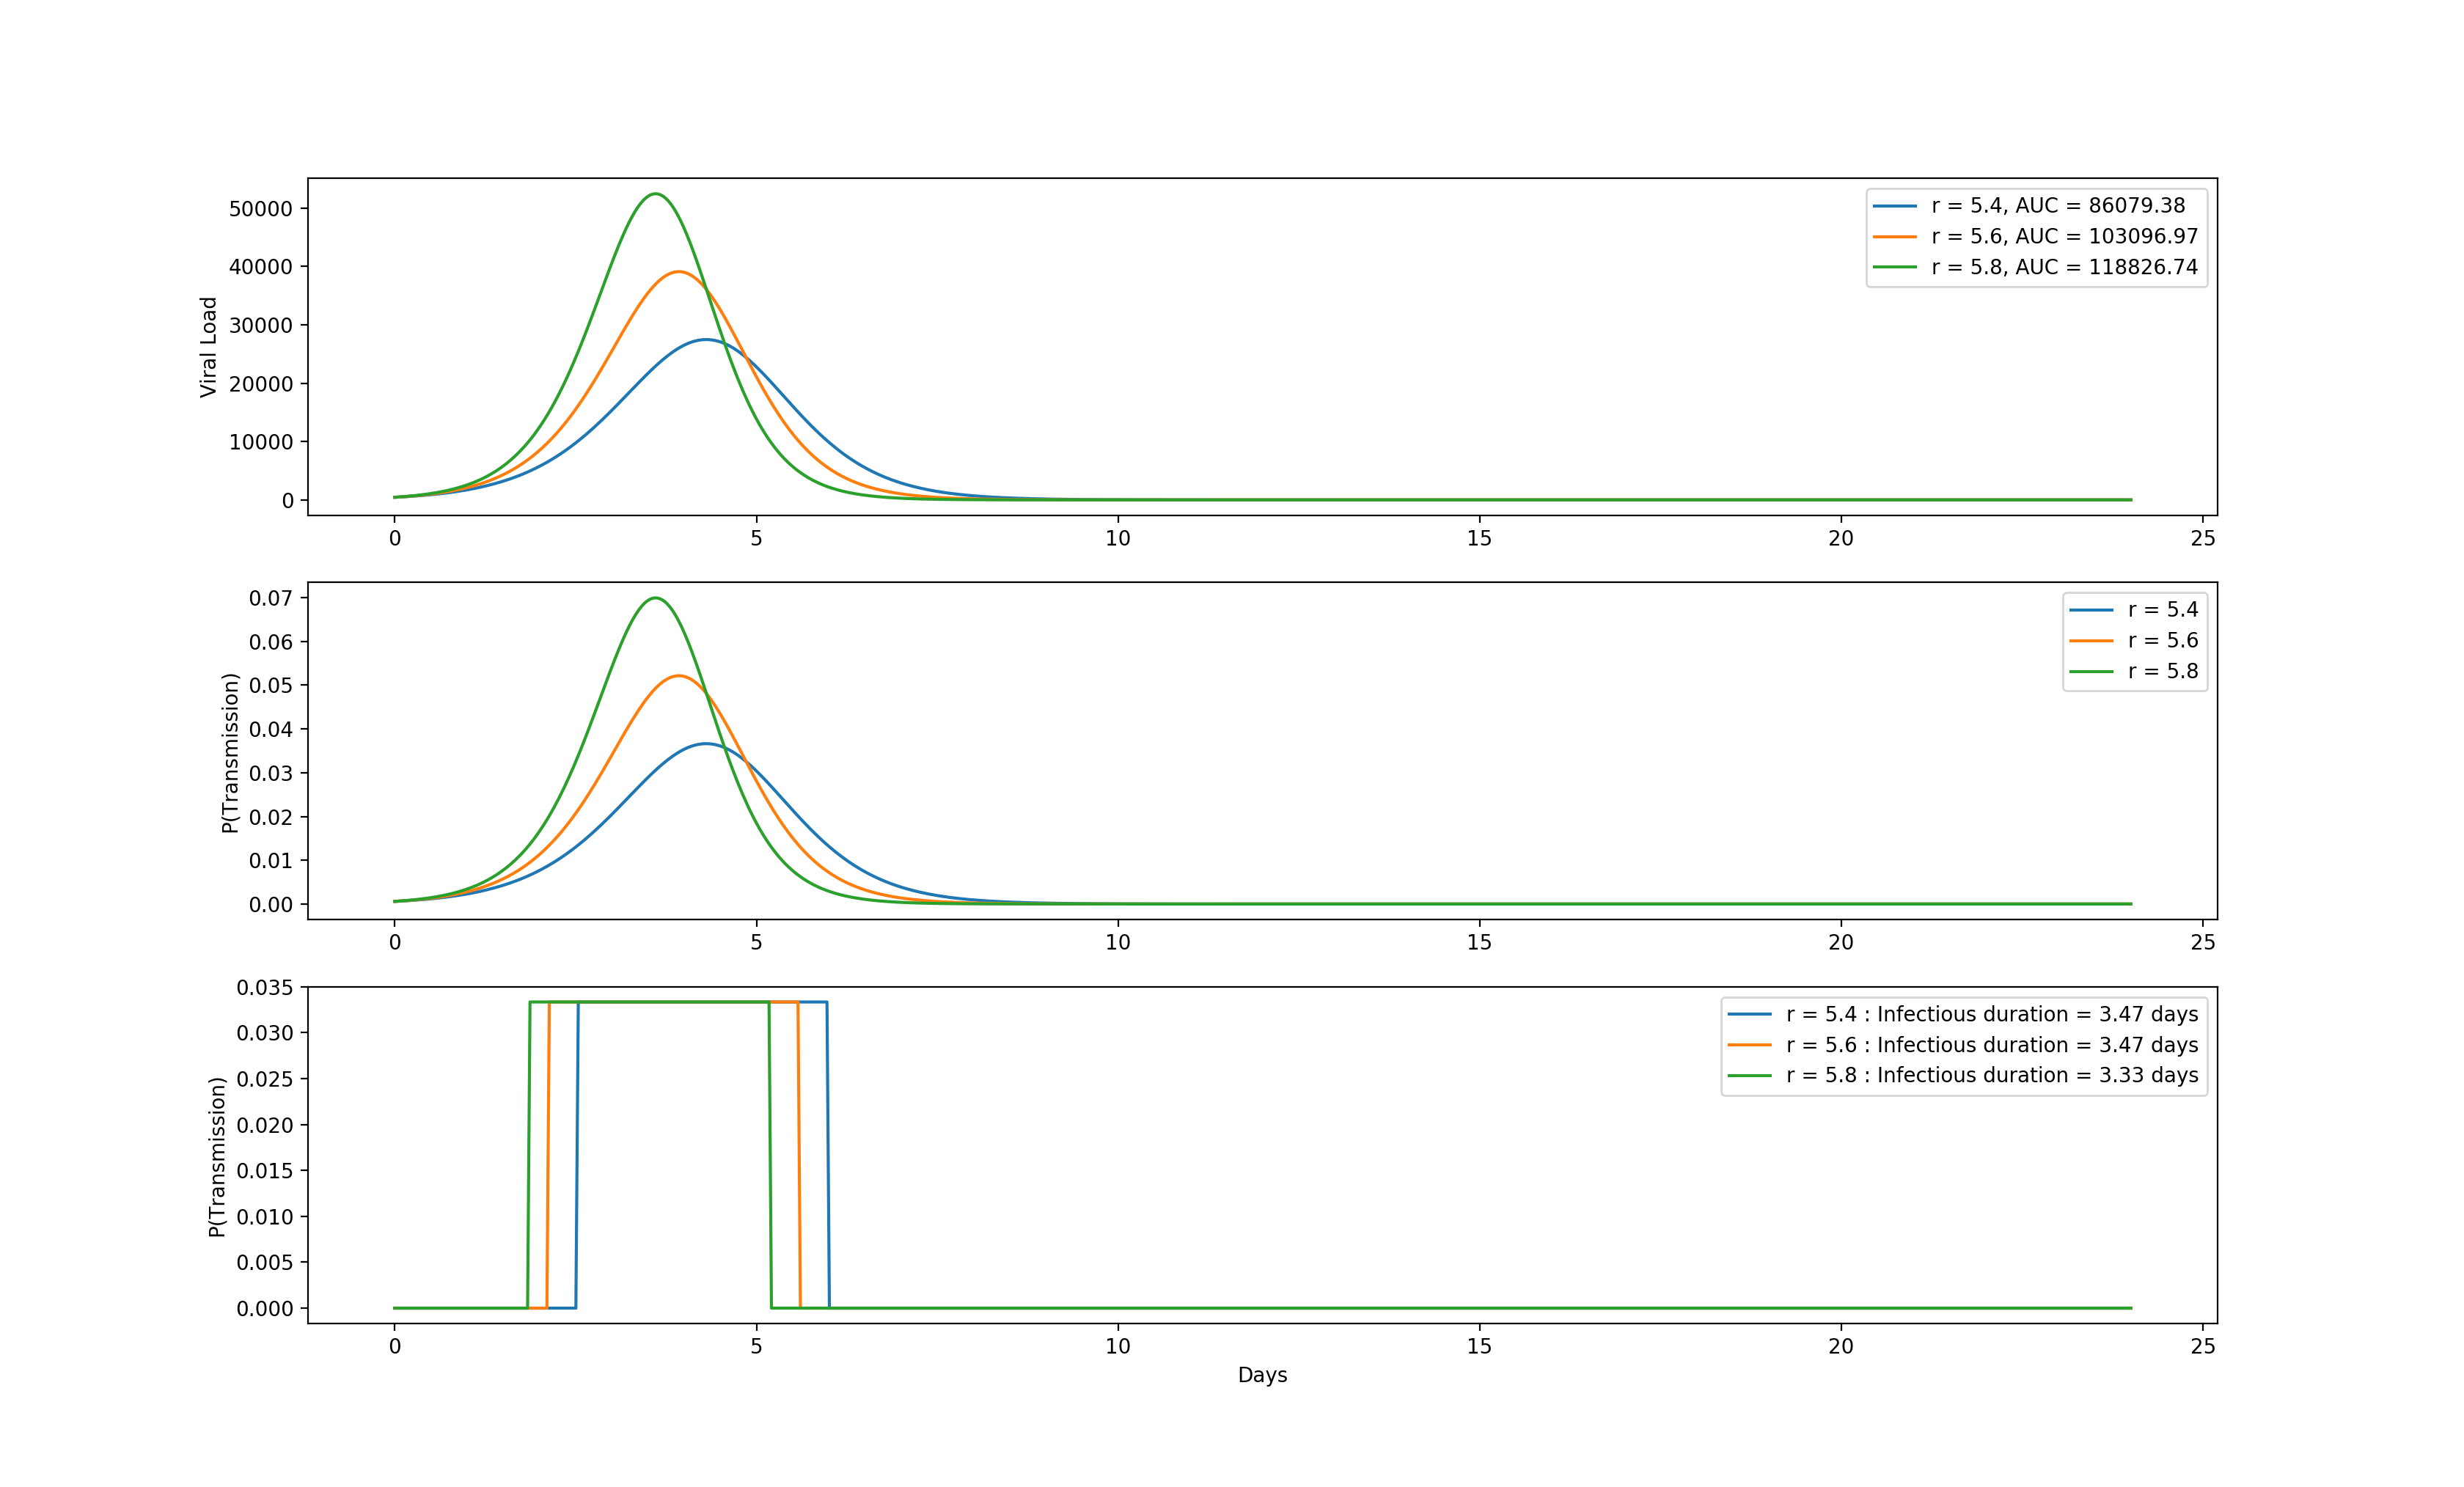 50000
40000
30000
20000
10000
0
Viral Load
r = 5.4, AUC = 86079.38
r = 5.6, AUC = 103096.97
r = 5.8, AUC = 118826.74
0 5 10 15 20 25
0.07
0.06
0.05
0.04
0.03
0.02
0.01
0.00
P(Transmission)
r = 5.4
r = 5.6
r = 5.8
0 5 10 15 20 25
0.035
0.030
0.025
0.020
0.015
0.010
0.005
0.000
P(Transmission)
r = 5.4 : Infectious duration = 3.47 days
r = 5.6 : Infectious duration = 3.47 days
r = 5.8 : Infectious duration = 3.33 days
0 5 10 15 20 25
Days